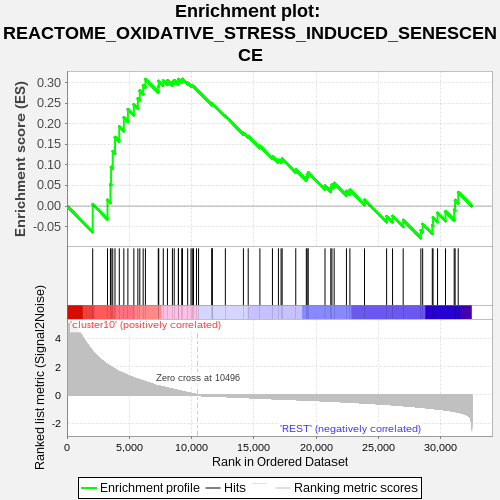 Enrichment plot:
REACTOME_OXIDATIVE_STRESS_INDUCED_SENESCEN
CE
Enrichment score (ES)
0.30
0.25
0.20
0.15
0.10
0.05
0.00
-0.05
'cluster10' (positively correlated)
Ranked list metric (Signal2Noise)
4
2
0
-2
Zero cross at 10496
'REST' (negatively correlated)
0
5,000
10,000
15,000
20,000
25,000
30,000
Rank in Ordered Dataset
Enrichment profile
Hits
Ranking metric scores